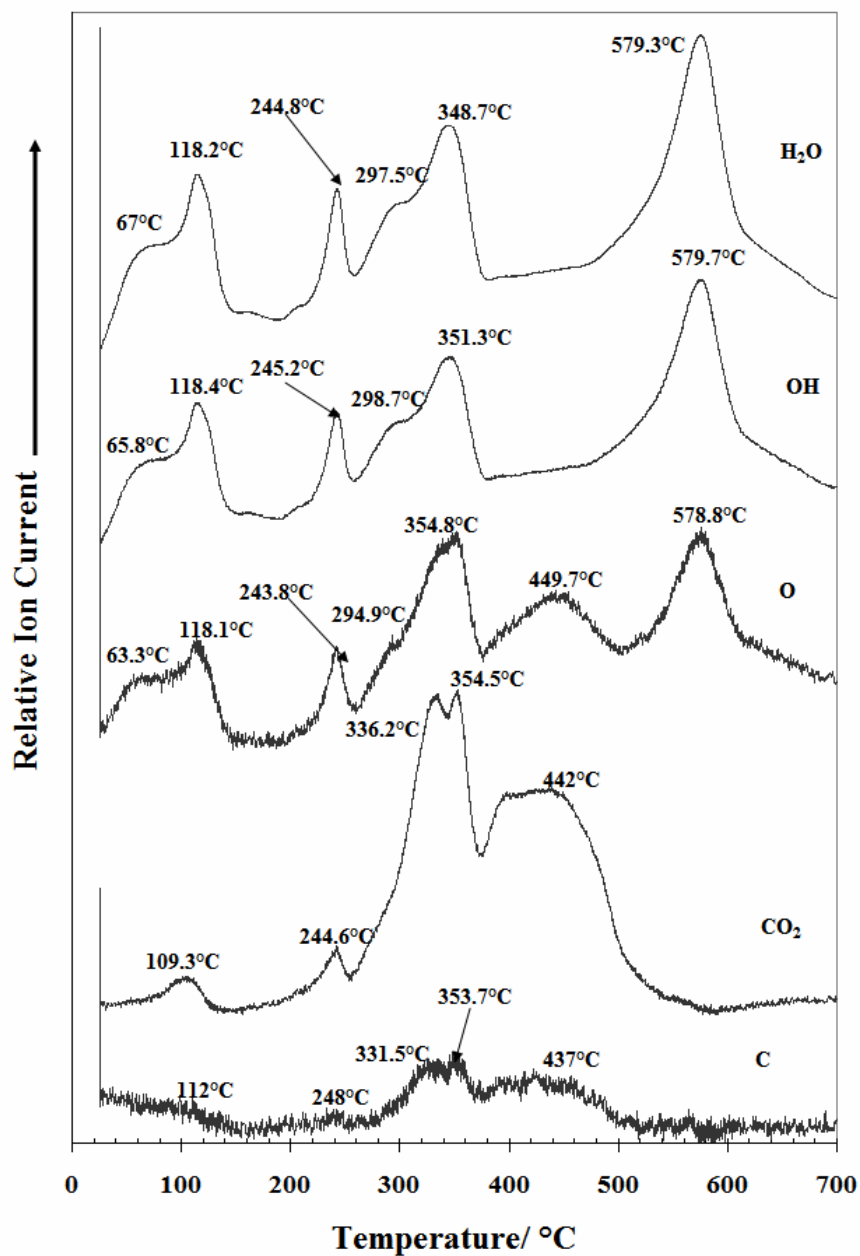 579.3°C
244.8°C
348.7°C
118.2°C
H₂O
297.5°C
67°C
579.7°C
351.3°C
245.2°C
118.4°C
OH
298.7°C
65.8°C
354.8°C
578.8°C
243.8°C
449.7°C
O
294.9°C
118.1°C
63.3°C
354.5°C
336.2°C
442°C
244.6°C
CO₂
109.3°C
353.7°C
331.5°C
437°C
C
112°C
248°C
Relative Ion Current
0 100 200 300 400 500 600 700
Temperature/ °C